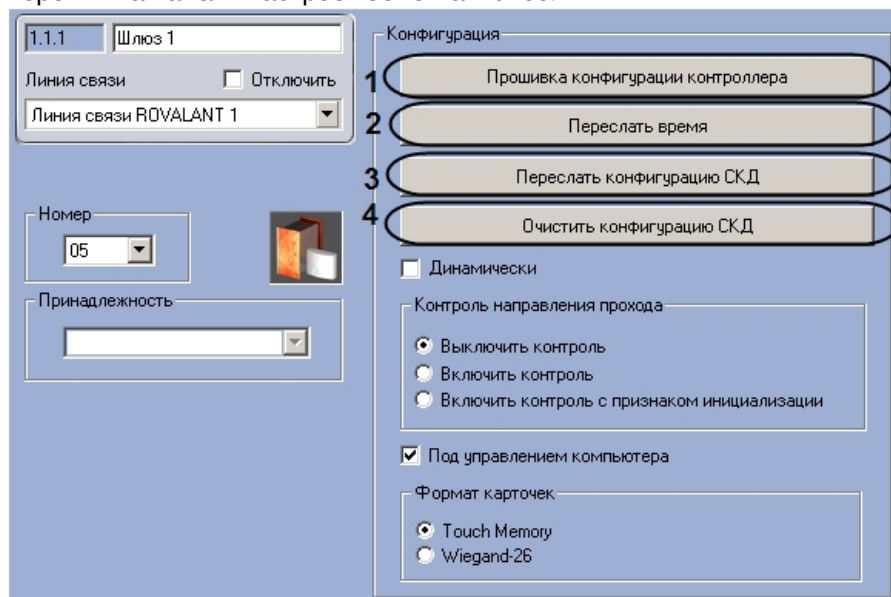 1.1.1 Шлюз 1
Линия связи Отключить
Линия связи ROVALANT 1
Номер
05
Принадлежность
Конфигурация
1 Прошивка конфигурации контроллера
2 Переслать время
3 Переслать конфигурацию СКД
4 Очистить конфигурацию СКД
Динамически
Контроль направления прохода
Выключить контроль
Включить контроль
Включить контроль с признаком инициализации
Под управлением компьютера
Формат карточек
Touch Memory
Wiegand-26